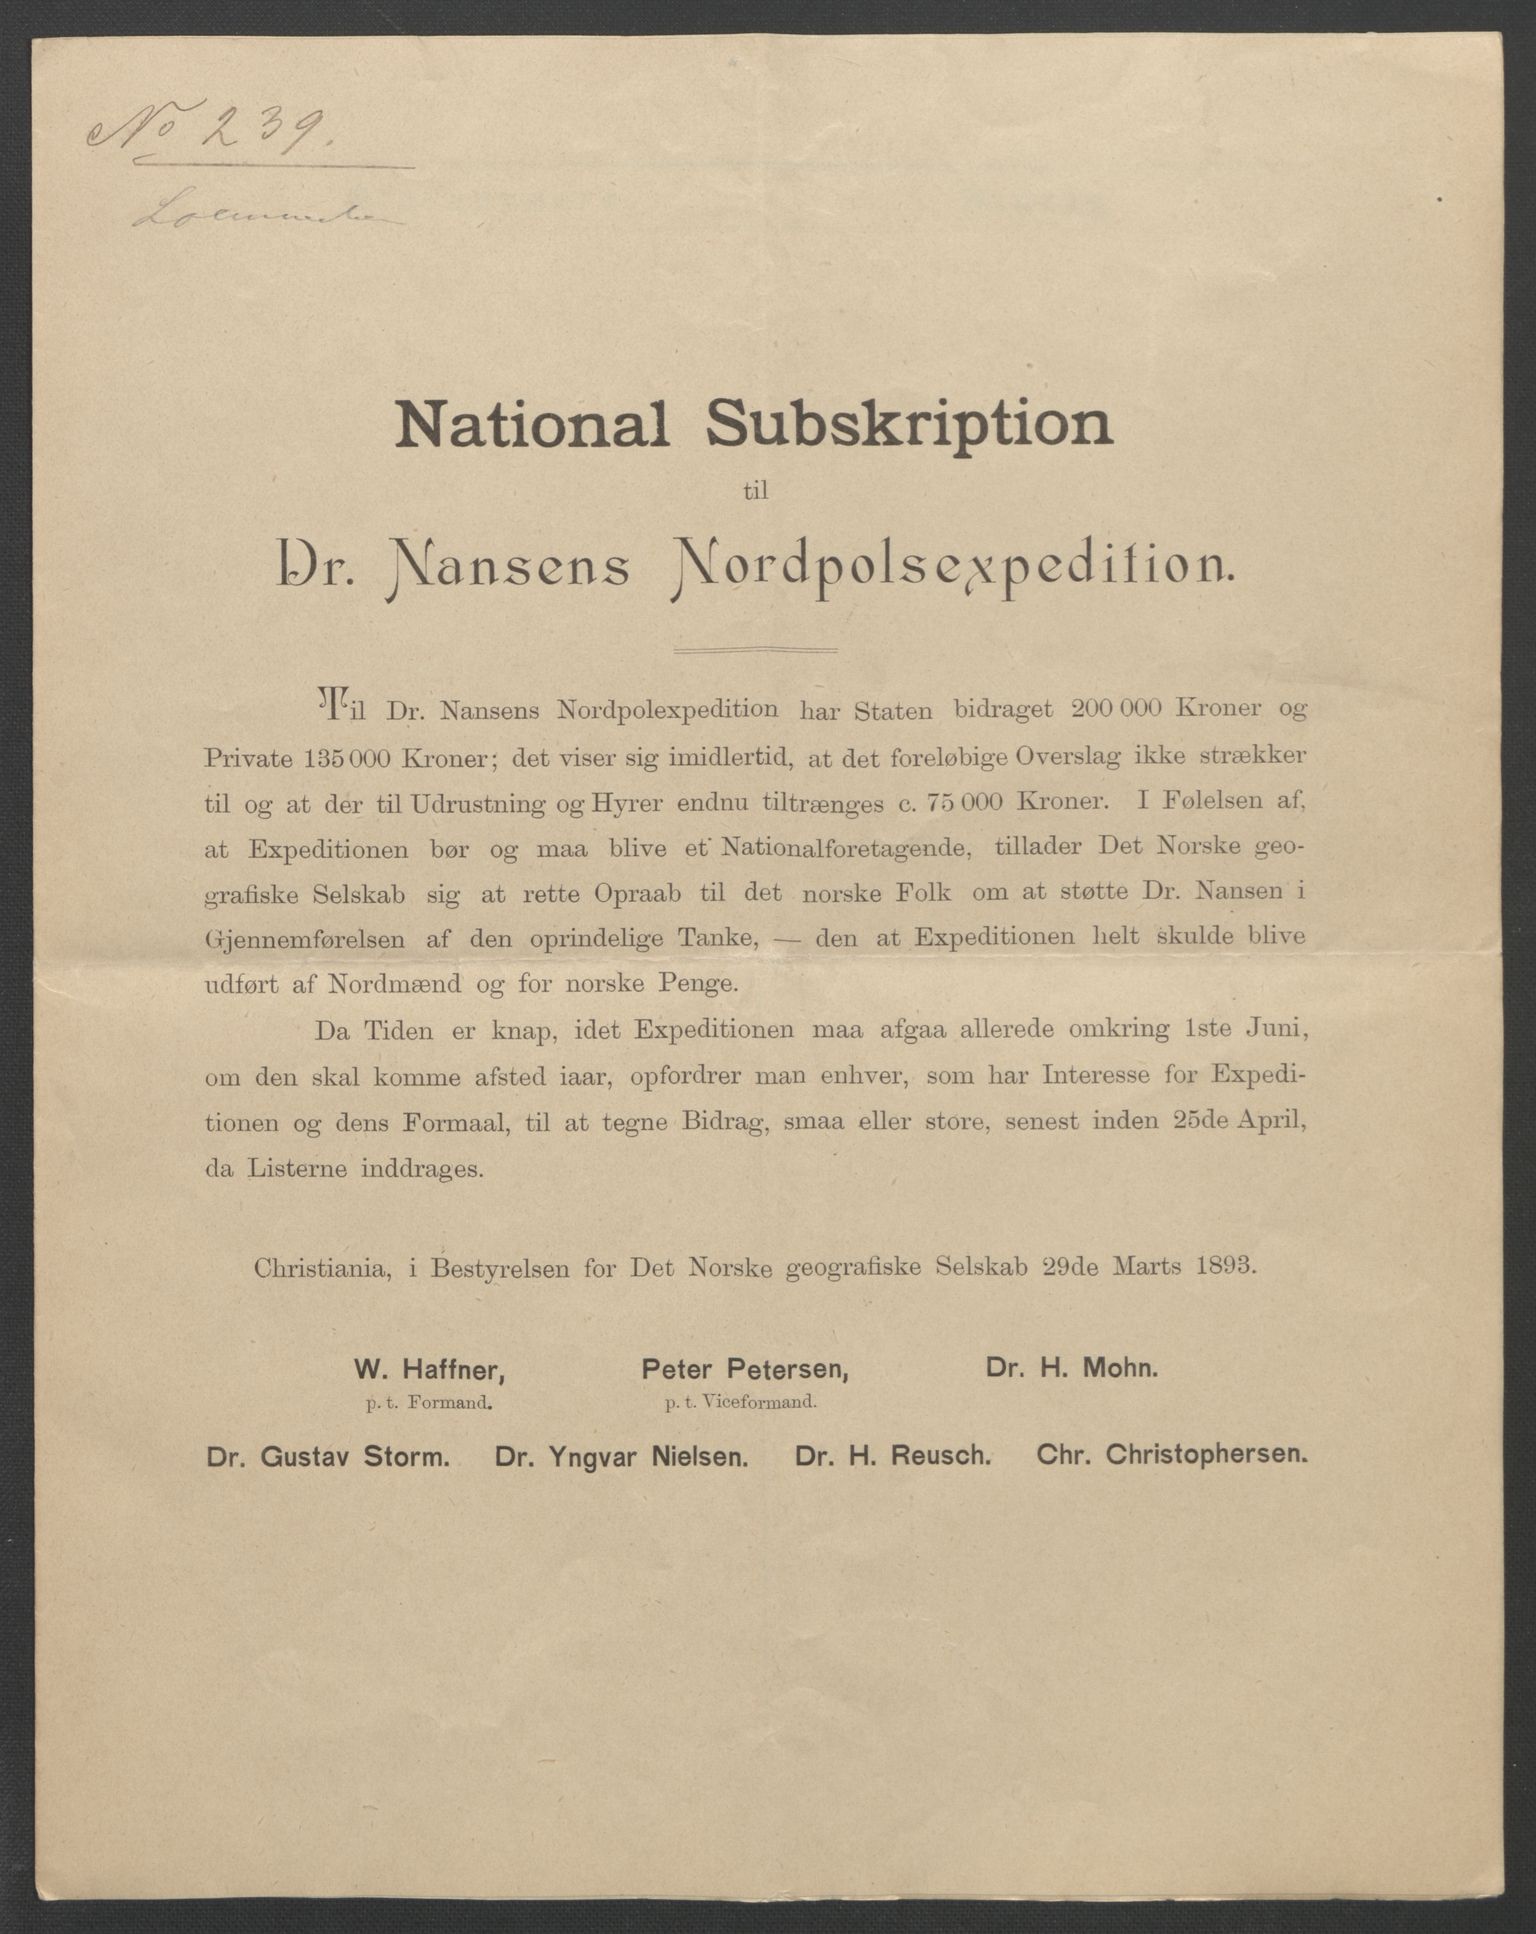 No 239.
National Subskription
til
Dr. Nansens Nordpolsexpedition.
Til Dr. Nansens Nordpolexpedition har Staten bidraget 200 000 Kroner og
Private 135 000 Kroner; det viser sig imidlertid, at det foreløbige Overslag ikke strækker
til og at der til Udrustning og Hyrer endnu tiltrænges c. 75 000 Kroner. I Følelsen af,
at Expeditionen bør og maa blive et Nationalforetagende, tillader Det Norske geo-
grafiske Selskab sig at rette Opraab til det norske Folk om at støtte Dr. Nansen i
Gjennemførelsen af den oprindelige Tanke, — den at Expeditionen helt skulde blive
udført af Nordmænd og for norske Penge.
Da Tiden er knap, idet Expeditionen maa afgaa allerede omkring 1ste Juni,
om den skal komme afsted iaar, opfordrer man enhver, som har Interesse for Expedi-
tionen og dens Formaal, til at tegne Bidrag, smaa eller store, senest inden 25de April,
da Listerne inddrages.
Christiania, i Bestyrelsen for Det Norske geografiske Selskab 29de Marts 1893.
W. Haffner, Peter Petersen, Dr. H. Mohn.
p. t. Formand. p. t. Viceformand.
Dr. Gustav Storm. Dr. Yngvar Nielsen. Dr. H. Reusch. Chr. Christophersen.